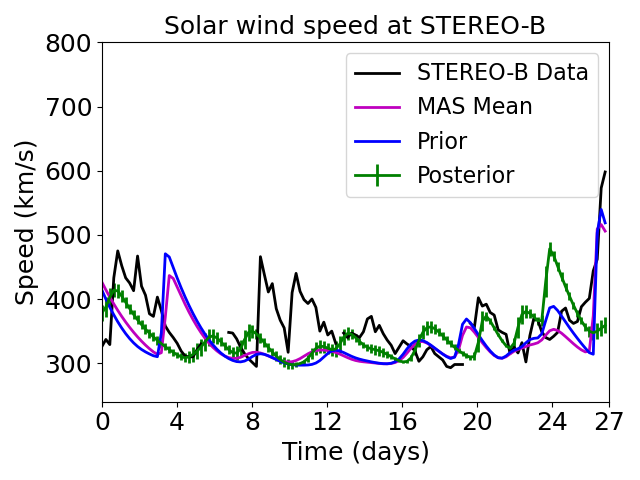 Solar wind speed at STEREO-B
Speed (km/s)
800
700
600
500
400
300
STEREO-B Data
MAS Mean
Prior
Posterior
0 4 8 12 16 20 24 27
Time (days)